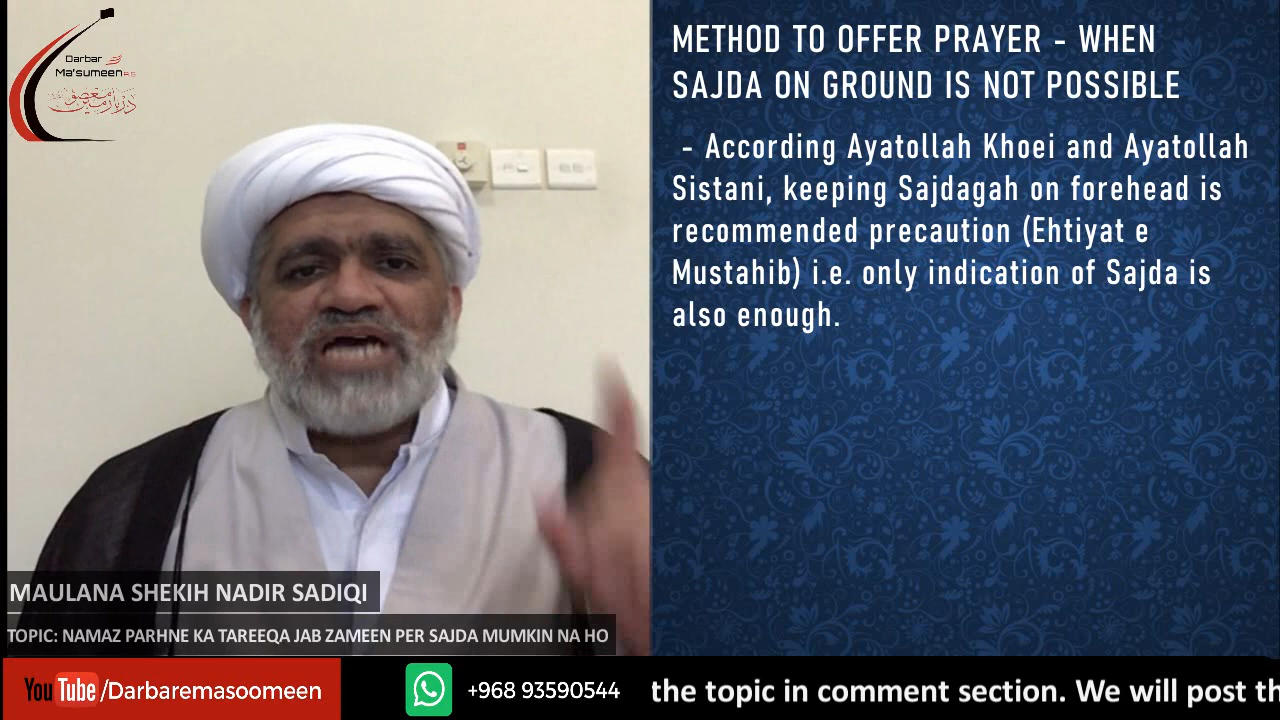 Darbar
Ma'sumeen A.S
دربار معصومین
METHOD TO OFFER PRAYER - WHEN
SAJDA ON GROUND IS NOT POSSIBLE
- According Ayatollah Khoei and Ayatollah
Sistani, keeping Sajdagah on forehead is
recommended precaution (Ehtiyat e
Mustahib) i.e. only indication of Sajda is
also enough.
MAULANA SHEKIH NADIR SADIQI
TOPIC: NAMAZ PARHNE KA TAREEQA JAB ZAMEEN PER SAJDA MUMKIN NA HO
YouTube /Darbaremasoomeen
+968 93590544
the topic in comment section. We will post th